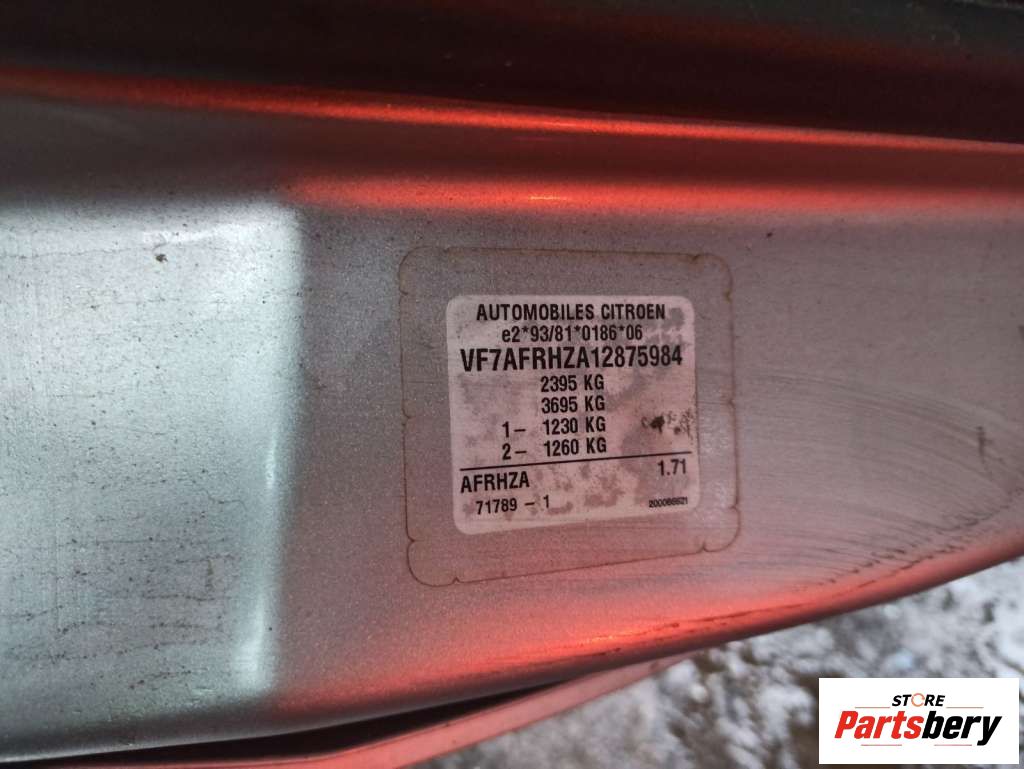 AUTOMOBILES CITROEN
e2*93/81*0186*06
VF7AFRHZA12875984
2395 KG
3695 KG
1- 1230 KG
2- 1260 KG
AFRHZA 1.71
71789 - 1 200086621
STORE
Partsbery